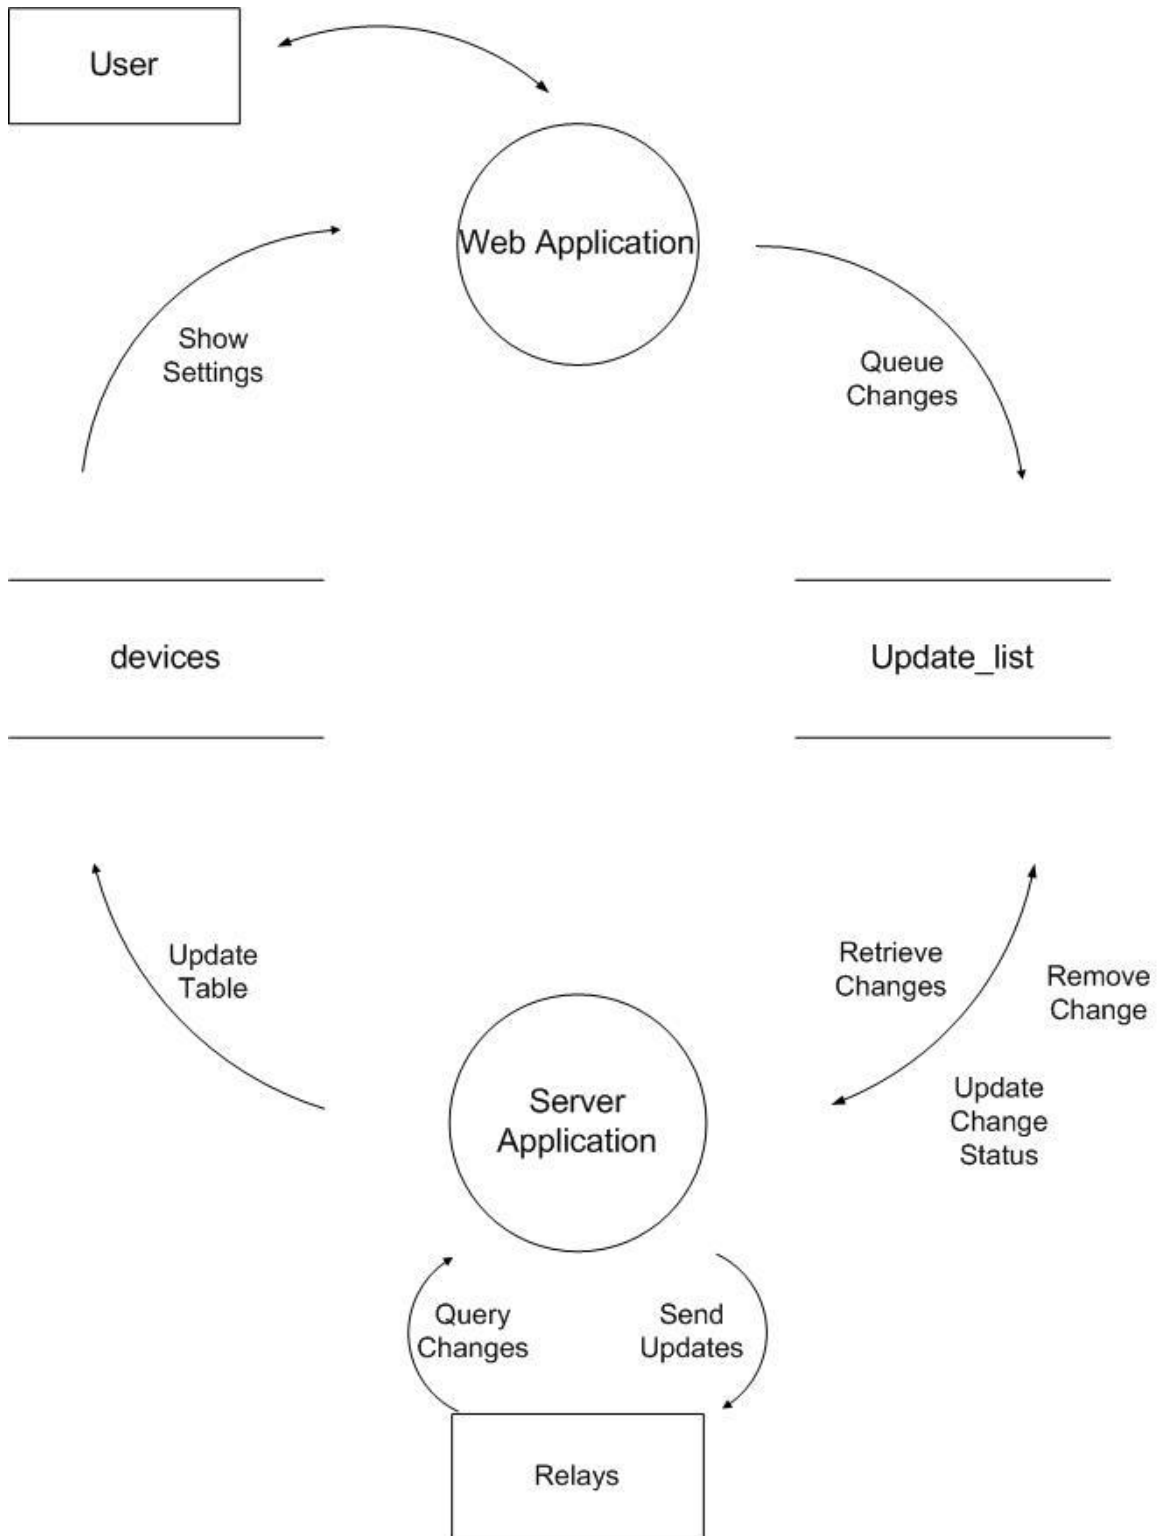 User
Web Application
Show
Settings
Queue
Changes
devices
Update_list
Update
Table
Retrieve
Changes
Remove
Change
Update
Change
Status
Server
Application
Query
Changes
Send
Updates
Relays